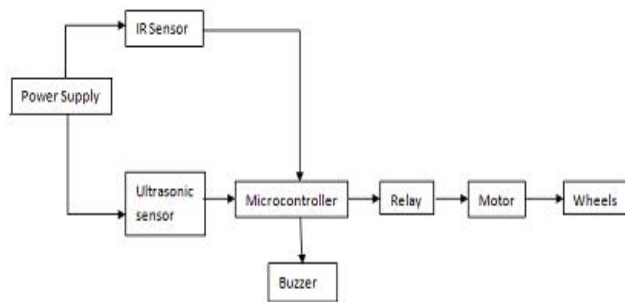 IR Sensor
Power Supply
Ultrasonic
sensor
Microcontroller
Relay
Motor
Wheels
Buzzer